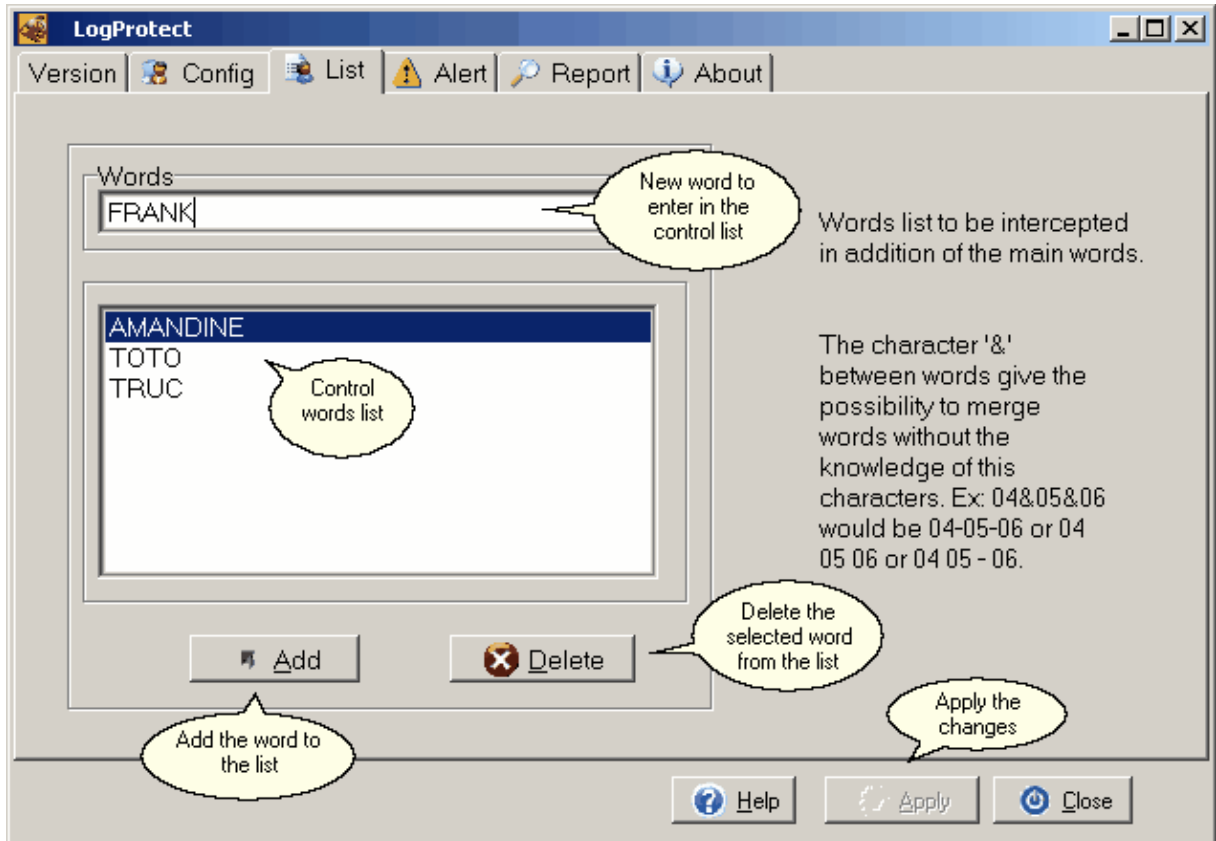 LogProtect
Version Config List Alert Report About
Words
FRANK
New word to
enter in the
control list
Words list to be intercepted
in addition of the main words.
AMANDINE
TOTO
TRUC
Control
words list
The character '&'
between words give the
possibility to merge
words without the
knowledge of this
characters. Ex: 04&05&06
would be 04-05-06 or 04
05 06 or 04 05 - 06.
Add
Delete
Delete the
selected word
from the list
Add the word to
the list
Apply the
changes
Help
Apply
Close